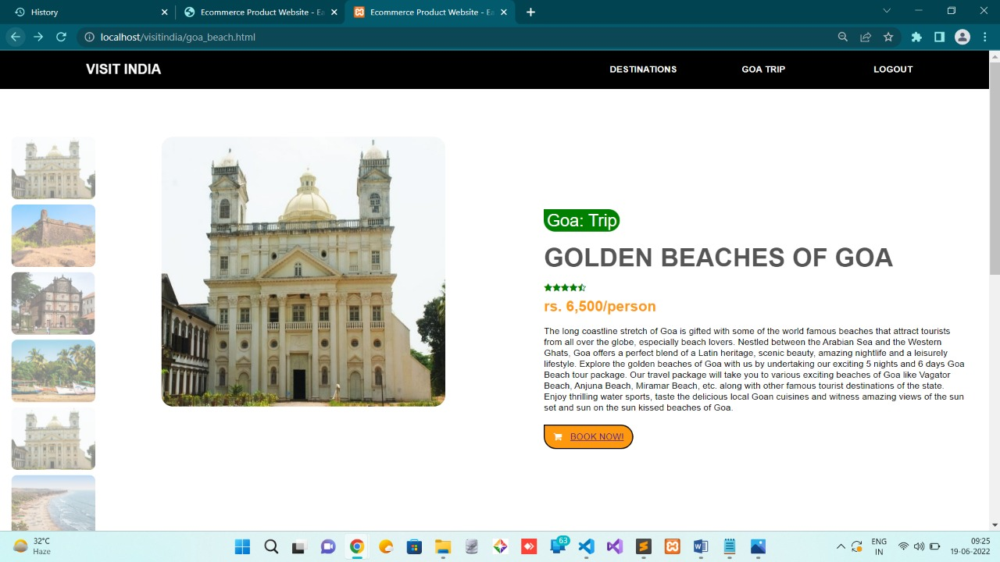 History
Ecommerce Product Website - Ea
Ecommerce Product Website - Ea
localhost/visitindia/goa_beach.html
VISIT INDIA
DESTINATIONS
GOA TRIP
LOGOUT
Goa: Trip
GOLDEN BEACHES OF GOA
rs. 6,500/person
The long coastline stretch of Goa is gifted with some of the world famous beaches that attract tourists
from all over the globe, especially beach lovers. Nestled between the Arabian Sea and the Western
Ghats, Goa offers a perfect blend of a Latin heritage, scenic beauty, amazing nightlife and a leisurely
lifestyle. Explore the golden beaches of Goa with us by undertaking our exciting 5 nights and 6 days Goa
Beach tour package. Our travel package will take you to various exciting beaches of Goa like Vagator
Beach, Anjuna Beach, Miramar Beach, etc. along with other famous tourist destinations of the state.
Enjoy thrilling water sports, taste the delicious local Goan cuisines and witness amazing views of the sun
set and sun on the sun kissed beaches of Goa.
BOOK NOW!
32°C
Haze
63
ENG
IN
09:25
19-06-2022